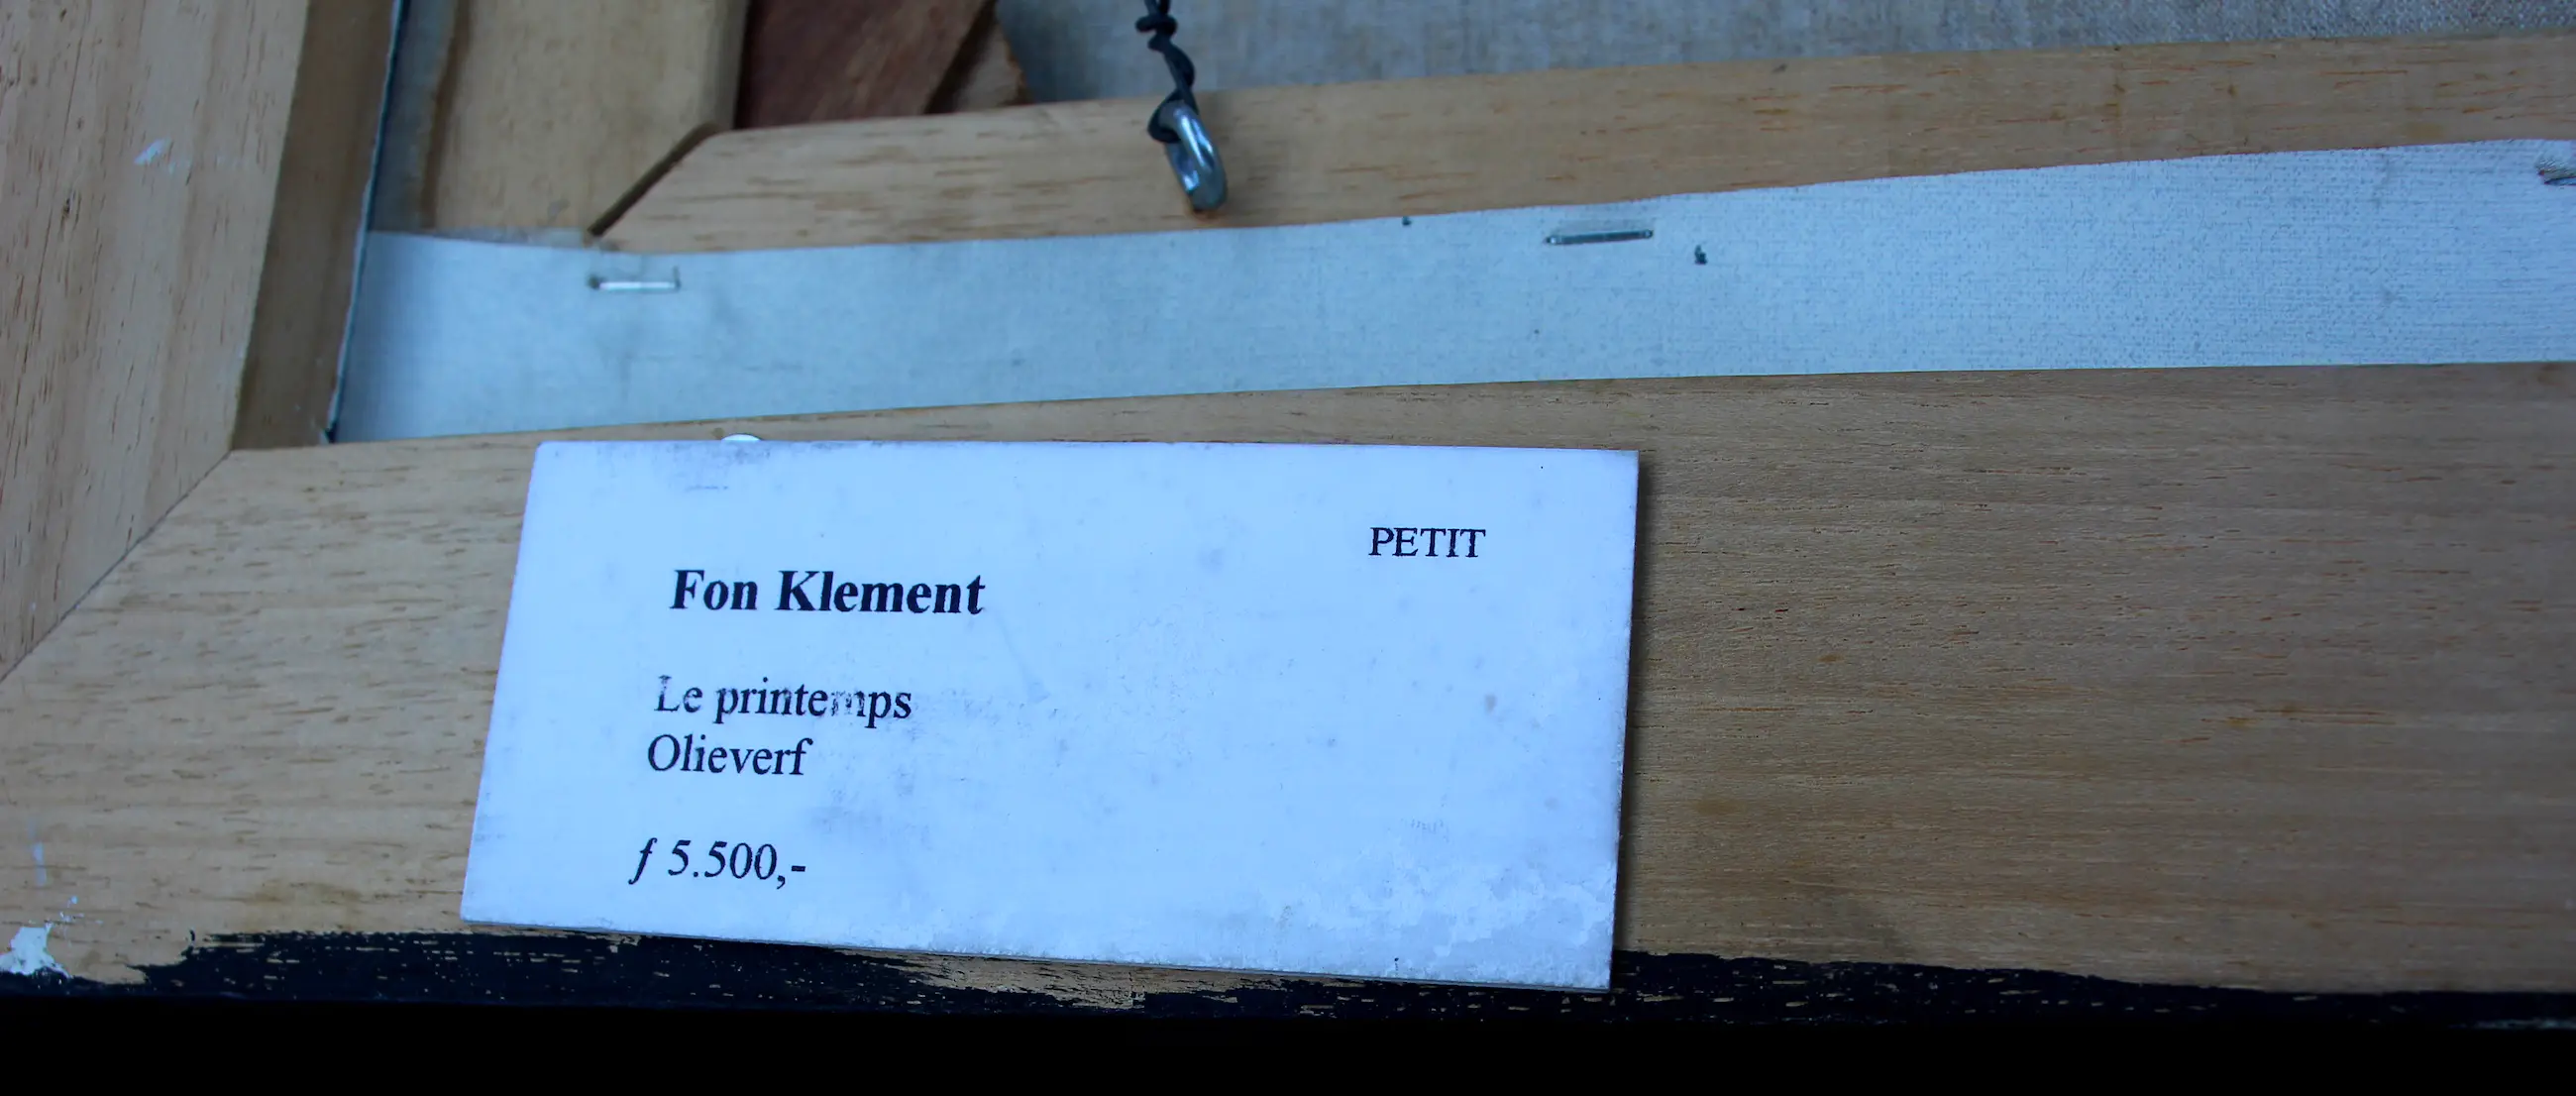 PETIT
Fon Klement
Le printemps
Olieverf
ƒ 5.500,-